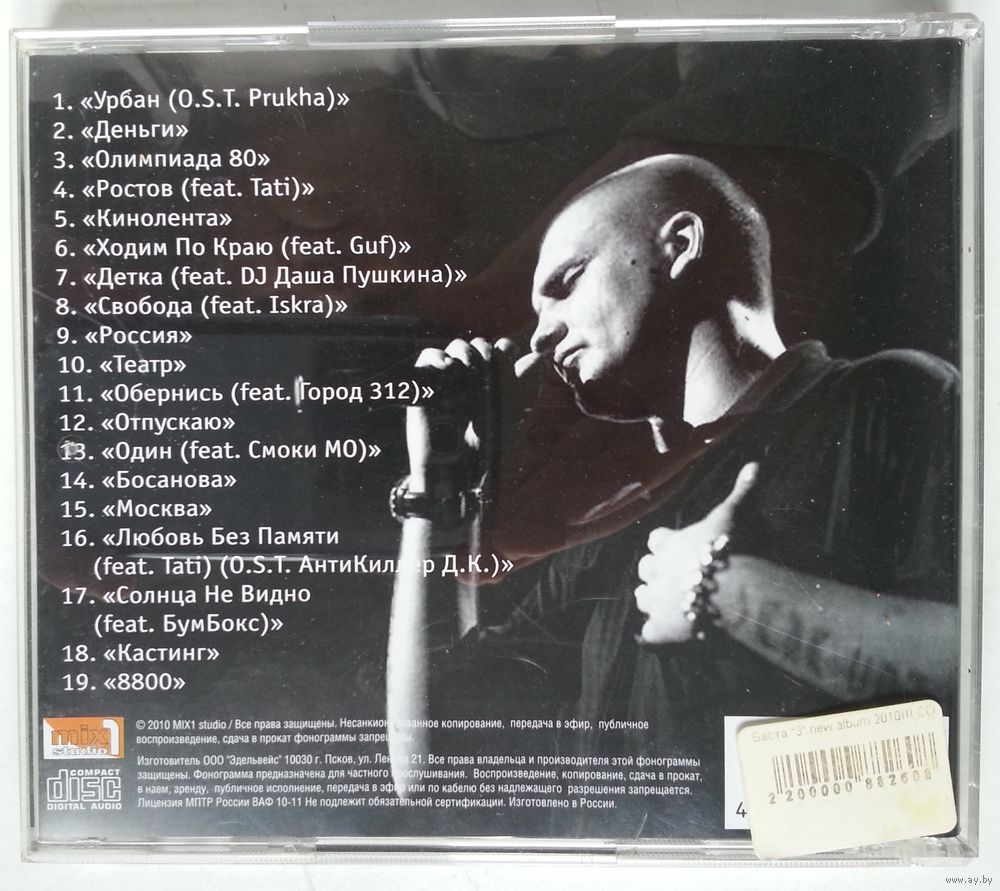 1. «Урбан (O.S.T. Prukha)»
2. «Деньги»
3. «Олимпиада 80»
4. «Ростов (feat. Tati)»
5. «Кинолента»
6. «Ходим По Краю (feat. Guf)»
7. «Детка (feat. DJ Даша Пушкина)»
8. «Свобода (feat. Iskra)»
9. «Россия»
10. «Театр»
11. «Обернись (feat. Город 312)»
12. «Отпускаю»
13. «Один (feat. Смоки МО)»
14. «Босанова»
15. «Москва»
16. «Любовь Без Памяти
(feat. Tati) (O.S.T. АнтиКиллер Д.К.)»
17. «Солнца Не Видно
(feat. БумБокс)»
18. «Кастинг»
19. «8800»
mix1
studio
COMPACT
disc
DIGITAL AUDIO
© 2010 MIX1 studio / Все права защищены. Несанкционированное копирование, передача в эфир, публичное
воспроизведение, сдача в прокат фонограммы запрещены.
Изготовитель ООО "Эдельвейс" 10030 г. Псков, ул. Ленина 21. Все права владельца и производителя этой фонограммы
защищены. Фонограмма предназначена для частного прослушивания. Воспроизведение, копирование, сдача в прокат,
в наем, аренду, публичное исполнение, передача в эфир или по кабелю без надлежащего разрешения запрещается.
Лицензия МПТР России ВАФ 10-11 Не подлежит обязательной сертификации. Изготовлено в России.
Баста "3" new album 2010!!! CD
2 200000 882608
4
www.ay.by